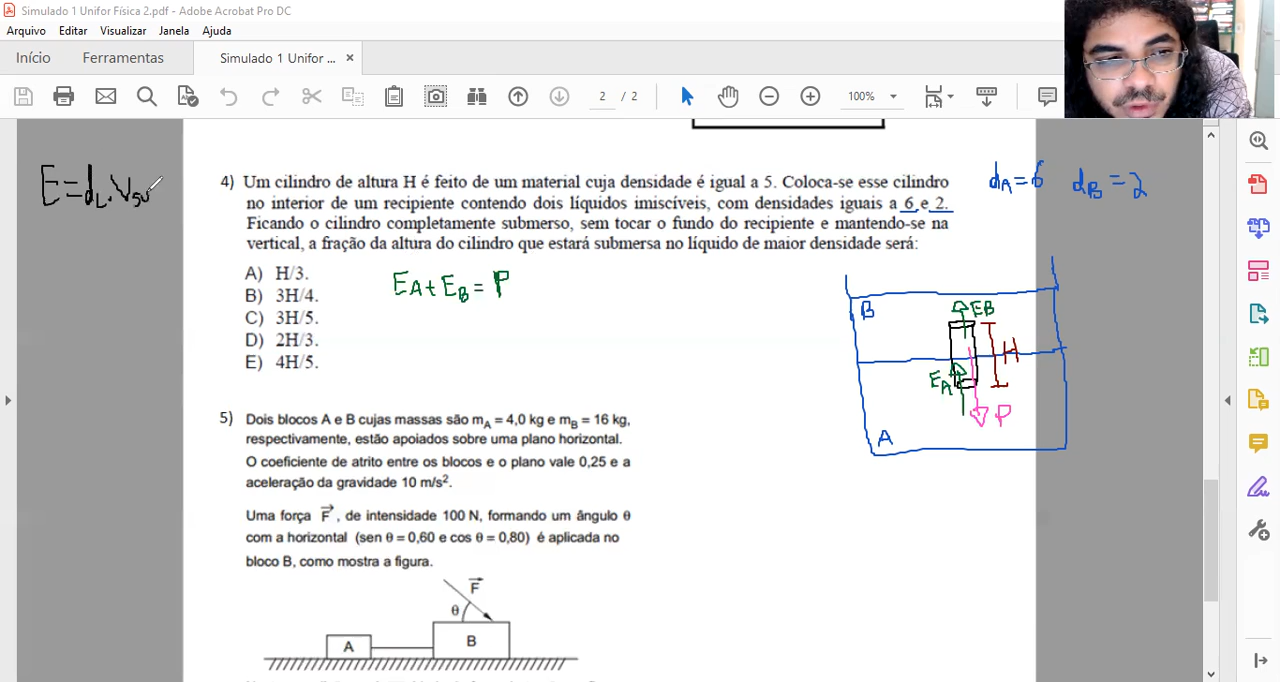 Simulado 1 Unifor Física 2.pdf - Adobe Acrobat Pro DC
Arquivo Editar Visualizar Janela Ajuda
Início Ferramentas Simulado 1 Unifor ... ×
2 / 2 100%
E = dL . Vsu
4) Um cilindro de altura H é feito de um material cuja densidade é igual a 5. Coloca-se esse cilindro
no interior de um recipiente contendo dois líquidos imiscíveis, com densidades iguais a 6 e 2.
Ficando o cilindro completamente submerso, sem tocar o fundo do recipiente e mantendo-se na
vertical, a fração da altura do cilindro que estará submersa no líquido de maior densidade será:
dA = 6 dB = 2
A) H/3.
B) 3H/4.
C) 3H/5.
D) 2H/3.
E) 4H/5.
EA + EB = P
B
EB
H
EA
P
A
5) Dois blocos A e B cujas massas são mA = 4,0 kg e mB = 16 kg,
respectivamente, estão apoiados sobre uma plano horizontal.
O coeficiente de atrito entre os blocos e o plano vale 0,25 e a
aceleração da gravidade 10 m/s².
Uma força F, de intensidade 100 N, formando um ângulo θ
com a horizontal (sen θ = 0,60 e cos θ = 0,80) é aplicada no
bloco B, como mostra a figura.
F
θ
A
B